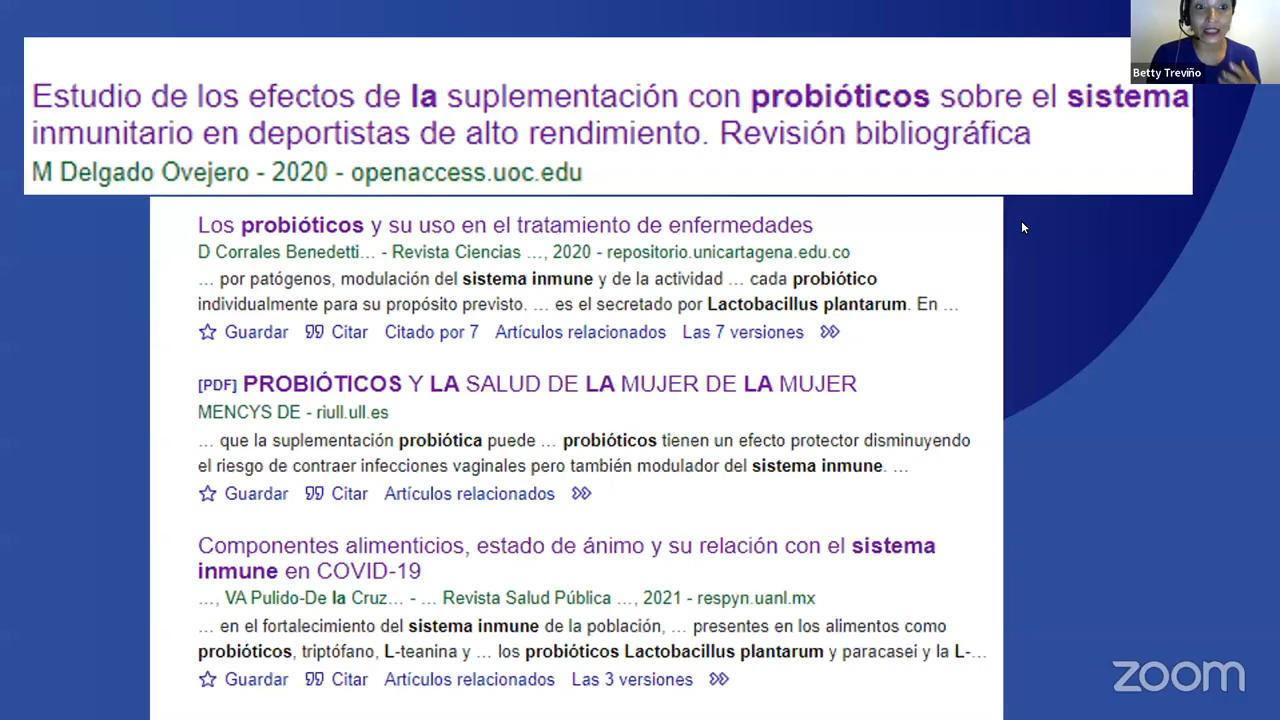 Betty Treviño
Estudio de los efectos de la suplementación con probióticos sobre el sistema
inmunitario en deportistas de alto rendimiento. Revisión bibliográfica
M Delgado Ovejero - 2020 - openaccess.uoc.edu
Los probióticos y su uso en el tratamiento de enfermedades
D Corrales Benedetti... - Revista Ciencias ..., 2020 - repositorio.unicartagena.edu.co
... por patógenos, modulación del sistema inmune y de la actividad ... cada probiótico
individualmente para su propósito previsto. ... es el secretado por Lactobacillus plantarum. En ...
Guardar Citar Citado por 7 Artículos relacionados Las 7 versiones
[PDF] PROBIÓTICOS Y LA SALUD DE LA MUJER DE LA MUJER
MENCYS DE - riull.ull.es
... que la suplementación probiótica puede ... probióticos tienen un efecto protector disminuyendo
el riesgo de contraer infecciones vaginales pero también modulador del sistema inmune. ...
Guardar Citar Artículos relacionados
Componentes alimenticios, estado de ánimo y su relación con el sistema
inmune en COVID-19
..., VA Pulido-De la Cruz... - ... Revista Salud Pública ..., 2021 - respyn.uanl.mx
... en el fortalecimiento del sistema inmune de la población, ... presentes en los alimentos como
probióticos, triptófano, L-teanina y ... los probióticos Lactobacillus plantarum y paracasei y la L-...
Guardar Citar Artículos relacionados Las 3 versiones
zoom